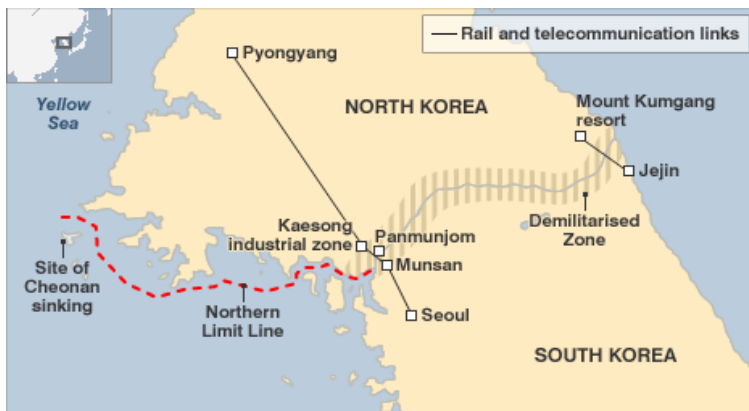 Rail and telecommunication links
Pyongyang
Yellow
Sea
NORTH KOREA
Mount Kumgang
resort
Jejin
Demilitarised
Zone
Kaesong
industrial zone
Panmunjom
Munsan
Site of
Cheonan
sinking
Northern
Limit Line
Seoul
SOUTH KOREA